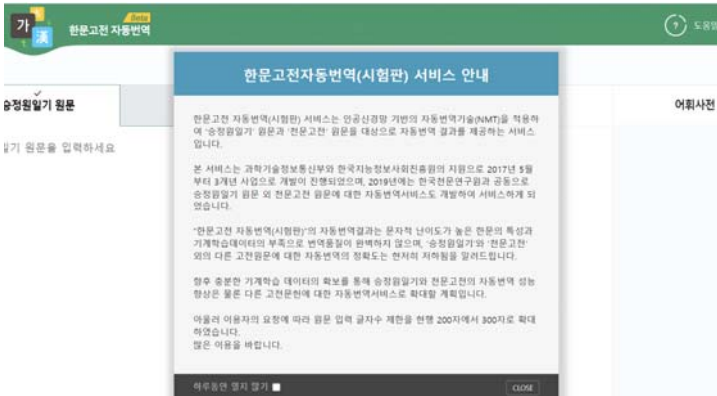 가
漢
Beta
한문고전 자동번역
도움말
한문고전자동번역(시험판) 서비스 안내
승정원일기 원문
어휘사전
일기 원문을 입력하세요
한문고전 자동번역(시험판) 서비스는 인공신경망 기반의 자동번역기술(NMT)을 적용하
여 '승정원일기' 원문과 '천문고전' 원문을 대상으로 자동번역 결과를 제공하는 서비스
입니다.
본 서비스는 과학기술정보통신부와 한국지능정보사회진흥원의 지원으로 2017년 5월
부터 3개년 사업으로 개발이 진행되었으며, 2019년에는 한국천문연구원과 공동으로
승정원일기 원문 외 천문고전 원문에 대한 자동번역서비스도 개발하여 서비스하게 되
었습니다.
"한문고전 자동번역(시험판)"의 자동번역결과는 문자적 난이도가 높은 한문의 특성과
기계학습데이터의 부족으로 번역품질이 완벽하지 않으며, '승정원일기'와 '천문고전'
외의 다른 고전원문에 대한 자동번역의 정확도는 현저히 저하됨을 알려드립니다.
향후 충분한 기계학습 데이터의 확보를 통해 승정원일기와 천문고전의 자동번역 성능
향상은 물론 다른 고전문헌에 대한 자동번역서비스로 확대할 계획입니다.
아울러 이용자의 요청에 따라 원문 입력 글자수 제한을 현행 200자에서 300자로 확대
하였습니다.
많은 이용을 바랍니다.
하루동안 열지 않기
CLOSE